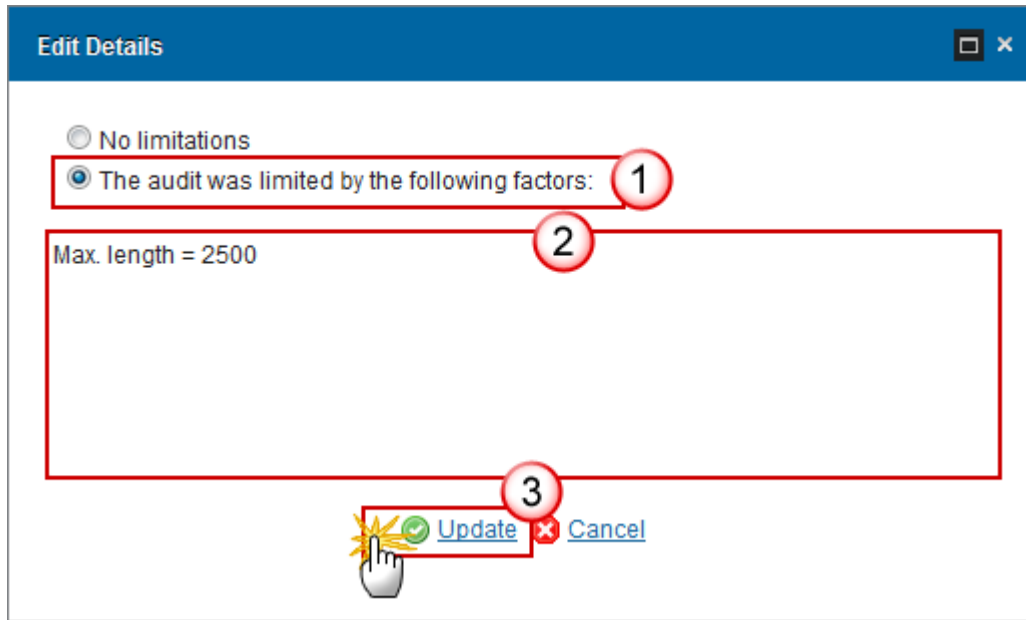 Edit Details
No limitations
The audit was limited by the following factors: 1
2
Max. length = 2500
3
Update Cancel